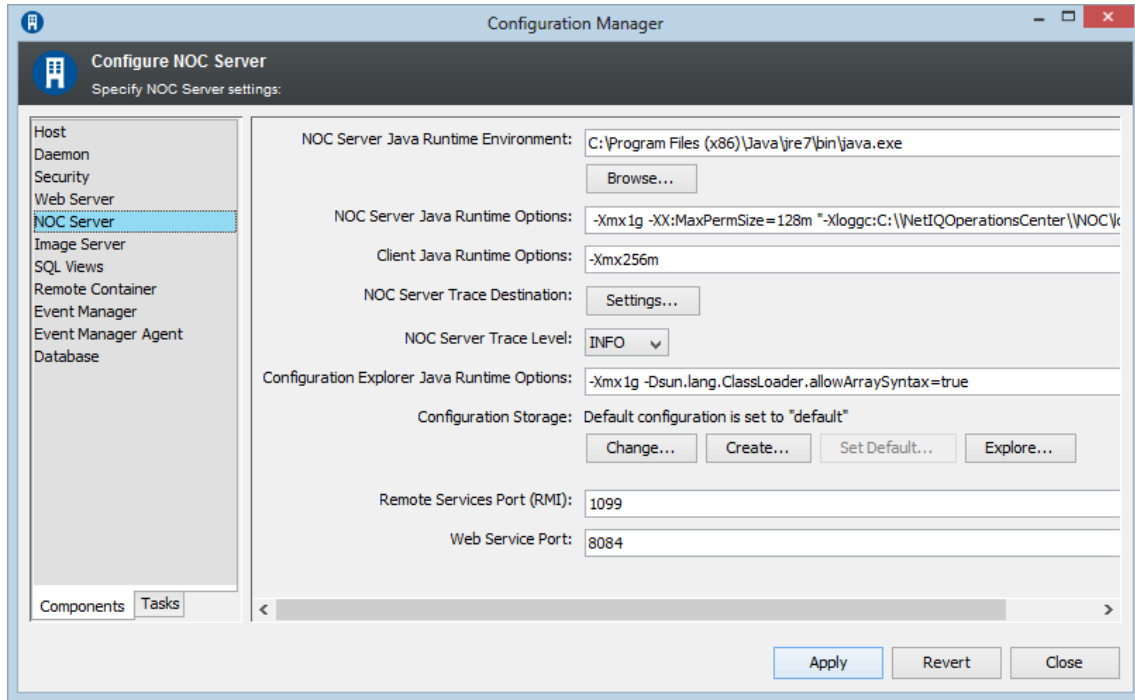 Configuration Manager
Configure NOC Server
Specify NOC Server settings:
Host
Daemon
Security
Web Server
NOC Server
Image Server
SQL Views
Remote Container
Event Manager
Event Manager Agent
Database
Components Tasks
NOC Server Java Runtime Environment: C:\Program Files (x86)\Java\jre7\bin\java.exe
Browse...
NOC Server Java Runtime Options: -Xmx1g -XX:MaxPermSize=128m "-Xloggc:C:\\NetIQOperationsCenter\\NOC\
Client Java Runtime Options: -Xmx256m
NOC Server Trace Destination: Settings...
NOC Server Trace Level: INFO
Configuration Explorer Java Runtime Options: -Xmx1g -Dsun.lang.ClassLoader.allowArraySyntax=true
Configuration Storage: Default configuration is set to "default"
Change... Create... Set Default... Explore...
Remote Services Port (RMI): 1099
Web Service Port: 8084
Apply Revert Close